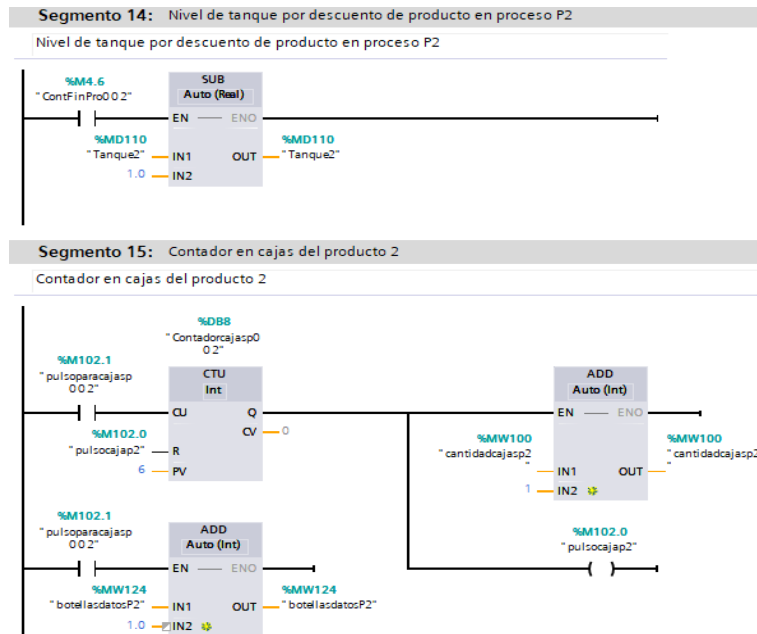 Segmento 14: Nivel de tanque por descuento de producto en proceso P2
Nivel de tanque por descuento de producto en proceso P2
%M4.6
"ContFinPro002"
SUB
Auto (Real)
EN ENO
%MD110
"Tanque2"
IN1
%MD110
OUT
"Tanque2"
1.0
IN2
Segmento 15: Contador en cajas del producto 2
Contador en cajas del producto 2
%DB8
"Contadorcajasp0
02"
%M102.1
"pulsoparacajasp
002"
CTU
Int
CU Q
CV
0
%M102.0
"pulsocajap2"
R
6
PV
ADD
Auto (Int)
EN ENO
%MW100
"cantidadcajasp2
"
IN1
%MW100
"cantidadcajasp2
"
OUT
1
IN2
%M102.0
"pulsocajap2"
%M102.1
"pulsoparacajasp
002"
ADD
Auto (Int)
EN ENO
%MW124
"botellasdatosP2"
IN1
%MW124
OUT
"botellasdatosP2"
1.0
IN2